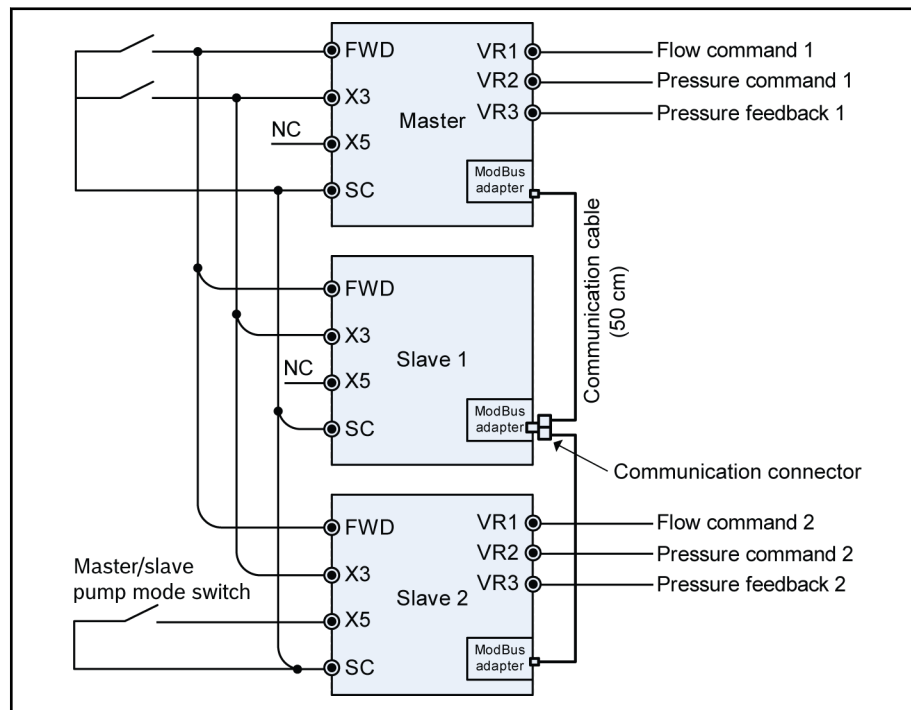 FWD
X3
NC
X5
SC
Master
VR1
VR2
VR3
ModBus
adapter
Flow command 1
Pressure command 1
Pressure feedback 1
Communication cable
(50 cm)
FWD
X3
NC
X5
SC
Slave 1
ModBus
adapter
Communication connector
FWD
X3
Master/slave
pump mode switch
X5
SC
Slave 2
VR1
VR2
VR3
ModBus
adapter
Flow command 2
Pressure command 2
Pressure feedback 2